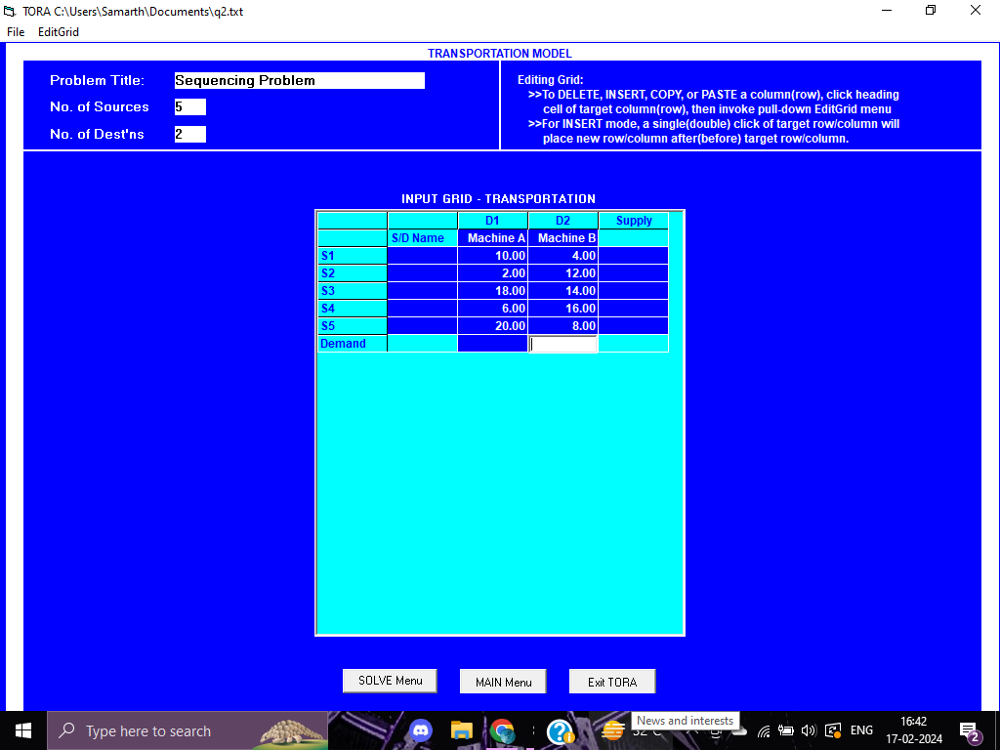 TORA C:\Users\Samarth\Documents\q2.txt
File EditGrid
TRANSPORTATION MODEL
Problem Title: Sequencing Problem
No. of Sources 5
No. of Dest'ns 2
Editing Grid:
>>To DELETE, INSERT, COPY, or PASTE a column(row), click heading
cell of target column(row), then invoke pull-down EditGrid menu
>>For INSERT mode, a single(double) click of target row/column will
place new row/column after(before) target row/column.
INPUT GRID - TRANSPORTATION
D1 D2 Supply
S/D Name Machine A Machine B
S1 10.00 4.00
S2 2.00 12.00
S3 18.00 14.00
S4 6.00 16.00
S5 20.00 8.00
Demand
SOLVE Menu MAIN Menu Exit TORA
News and interests
Type here to search
ENG
16:42
17-02-2024
2